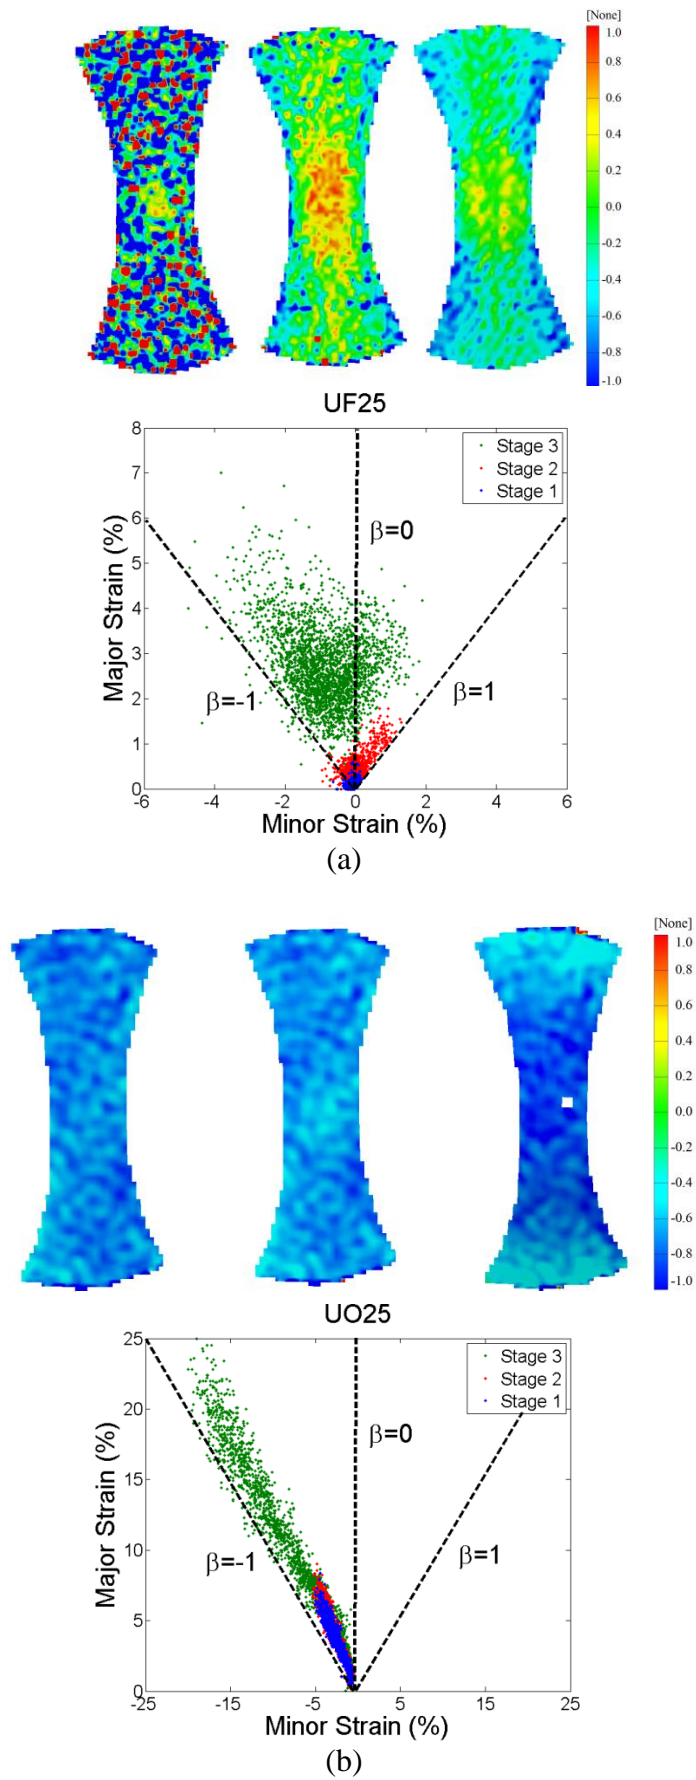 [None]
1.0
0.8
0.6
0.4
0.2
0.0
-0.2
-0.4
-0.6
-0.8
-1.0
UF25
8
7
6
5
4
3
2
1
0
-6 -4 -2 0 2 4 6
Major Strain (%)
Minor Strain (%)
Stage 3
Stage 2
Stage 1
β=0
β=-1
β=1
(a)
[None]
1.0
0.8
0.6
0.4
0.2
0.0
-0.2
-0.4
-0.6
-0.8
-1.0
UO25
25
20
15
10
5
0
-25 -15 -5 5 15 25
Major Strain (%)
Minor Strain (%)
Stage 3
Stage 2
Stage 1
β=0
β=-1
β=1
(b)